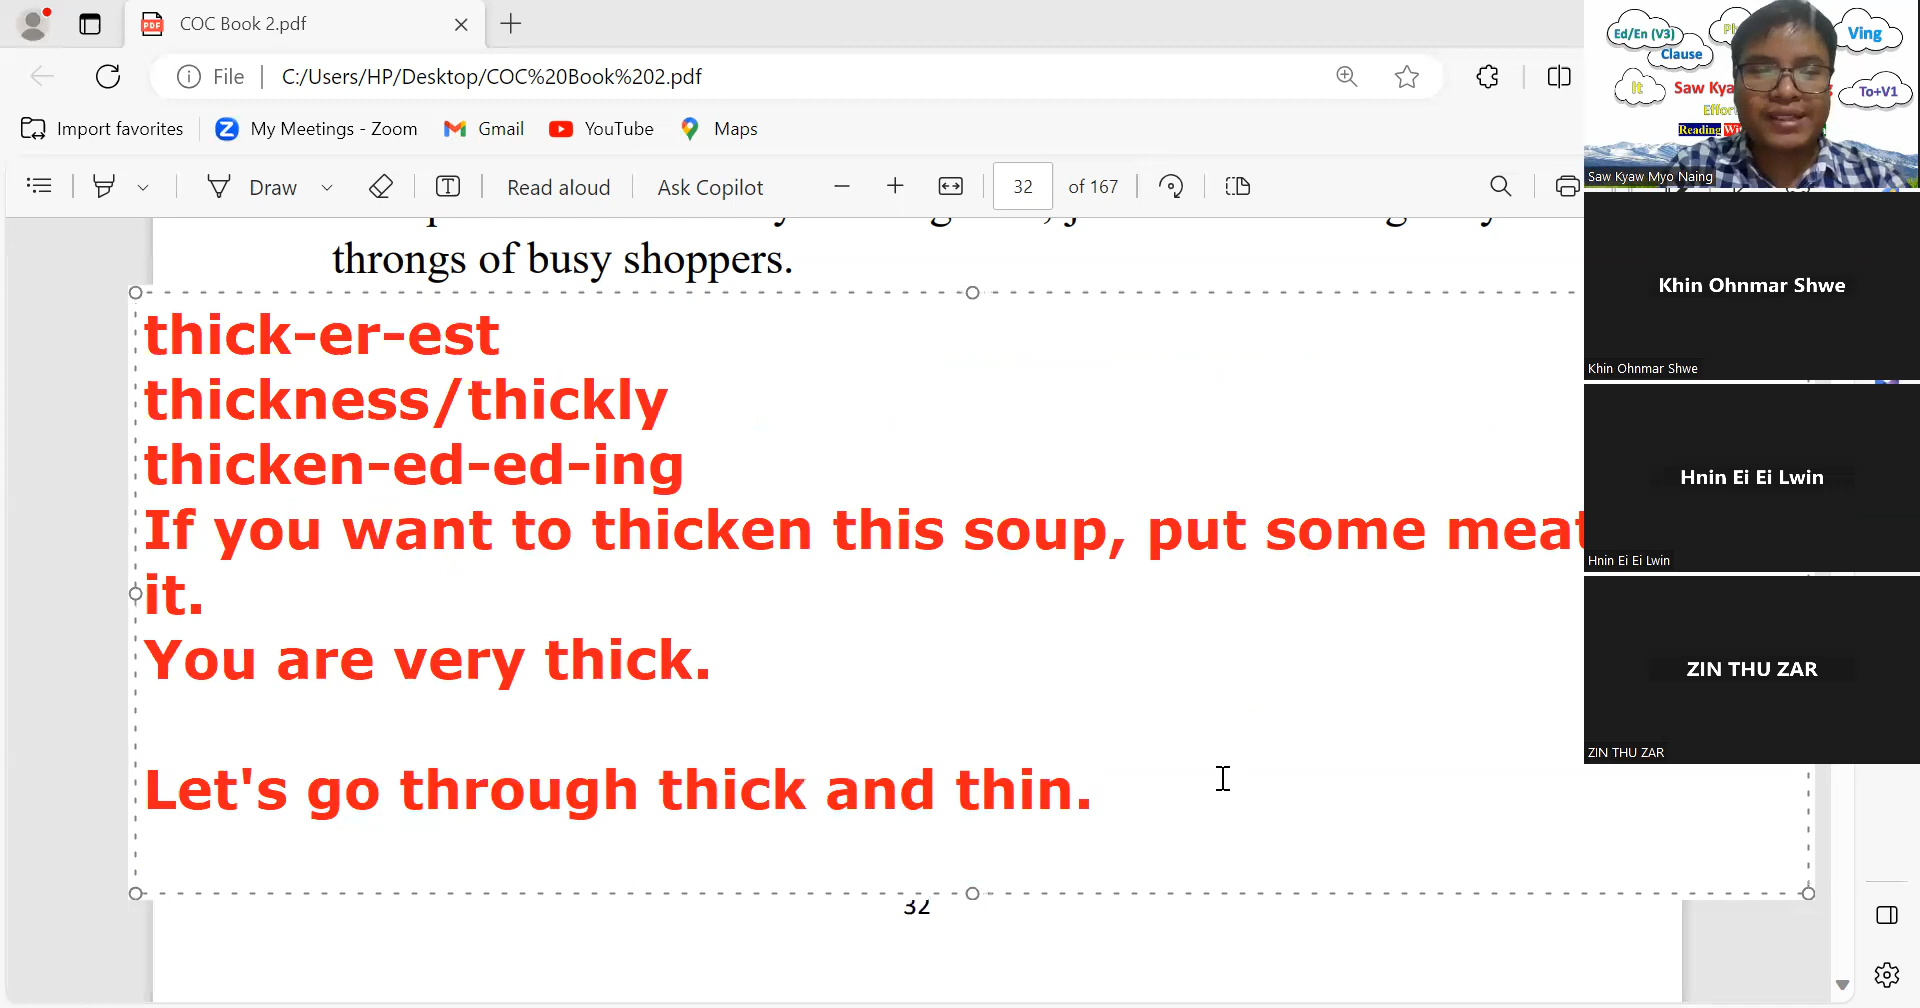 COC Book 2.pdf
File
C:/Users/HP/Desktop/COC%20Book%202.pdf
Import favorites
My Meetings - Zoom
Gmail
YouTube
Maps
Draw
Read aloud
Ask Copilot
32
of 167
throngs of busy shoppers.
thick-er-est
thickness/thickly
thicken-ed-ed-ing
If you want to thicken this soup, put some meat
it.
You are very thick.
Let's go through thick and thin.
32
Ed/En (V3)
Clause
Ving
It
To+V1
Reading
Saw Kyaw Myo Naing
Khin Ohnmar Shwe
Khin Ohnmar Shwe
Hnin Ei Ei Lwin
Hnin Ei Ei Lwin
ZIN THU ZAR
ZIN THU ZAR